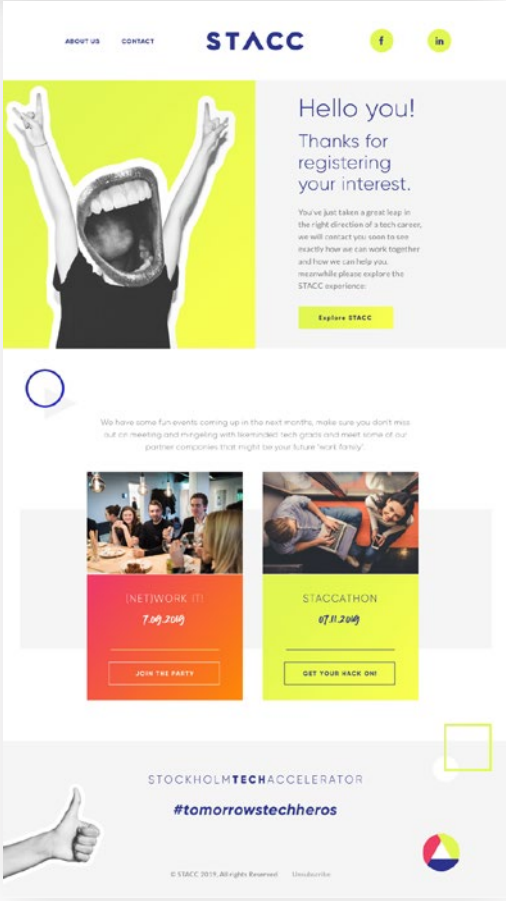 ABOUT US
CONTACT
STACC
f
in
Hello you!
Thanks for
registering
your interest.
You've just taken a great leap in
the right direction of a tech career,
we will contact you soon to see
exactly how we can work together
and how we can help you.
meanwhile please explore the
STACC experience:
Explore STACC
We have some fun events coming up in the next months, make sure you don't miss
out on meeting and mingeling with likeminded tech grads and meet some of our
partner companies that might be your future "work family".
(NET)WORK IT!
7.09.2019
JOIN THE PARTY
STACCATHON
07.11.2019
GET YOUR HACK ON!
STOCKHOLMTECHACCELERATOR
#tomorrowstechheros
© STACC 2019, All rights Reserved
Unsubscribe